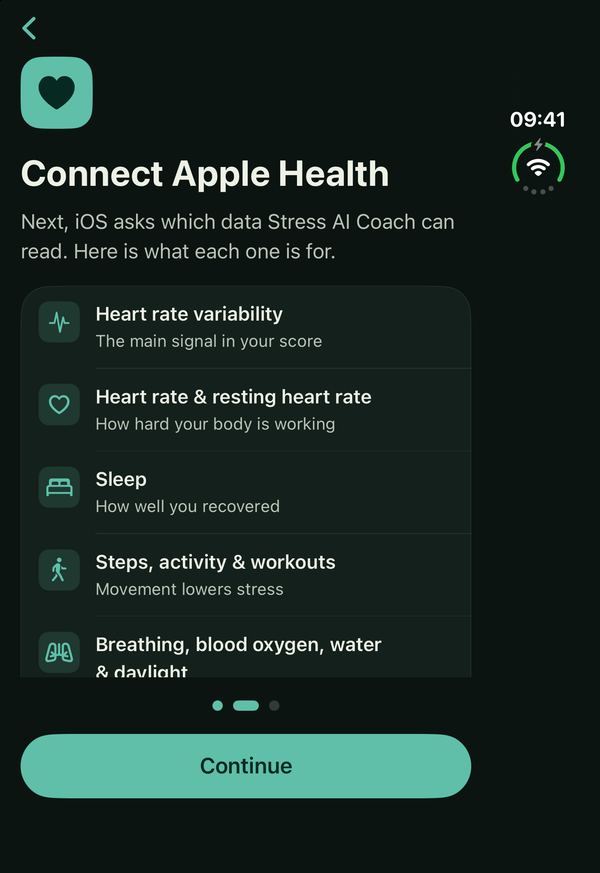 09:41
Connect Apple Health
Next, iOS asks which data Stress AI Coach can
read. Here is what each one is for.
Heart rate variability
The main signal in your score
Heart rate & resting heart rate
How hard your body is working
Sleep
How well you recovered
Steps, activity & workouts
Movement lowers stress
Breathing, blood oxygen, water
& daylight
Continue